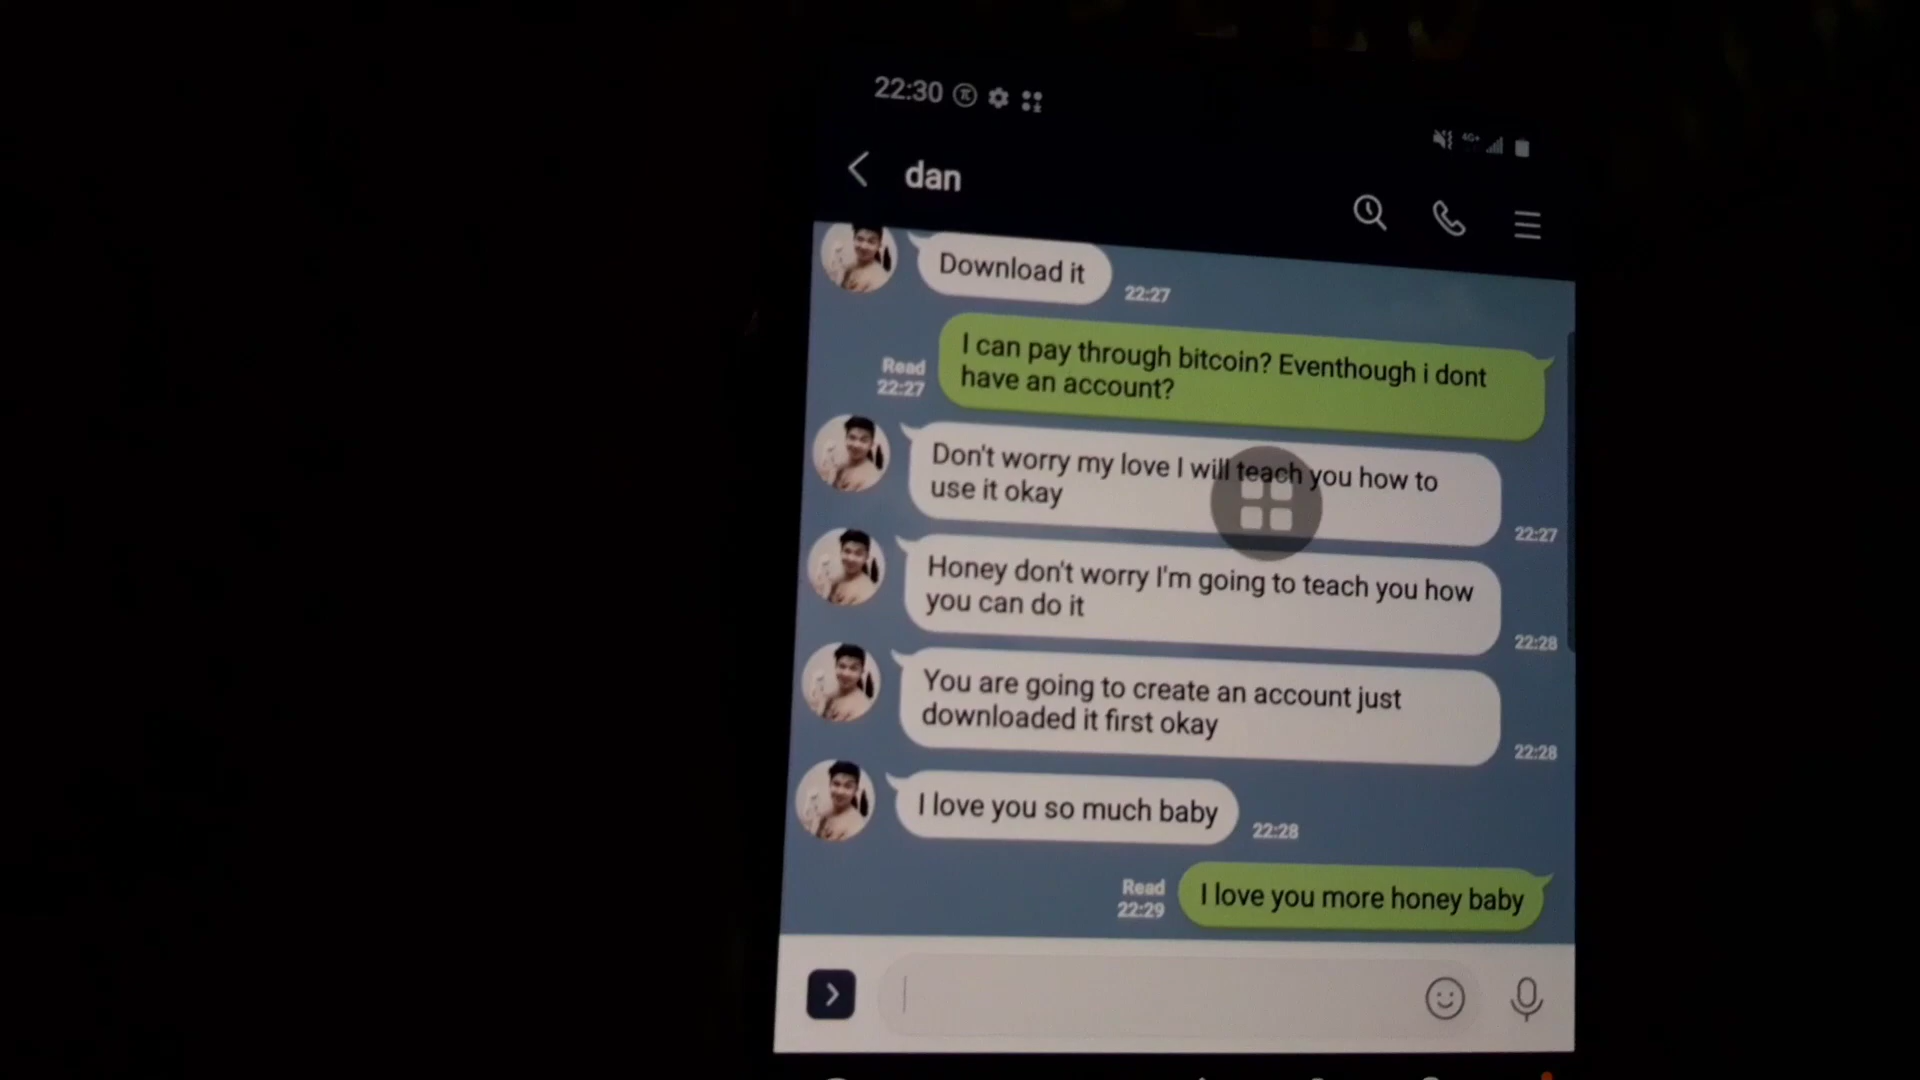 22:30
4G+
dan
Download it
22:27
I can pay through bitcoin? Eventhough i dont
have an account?
Read
22:27
Don't worry my love I will teach you how to
use it okay
22:27
Honey don't worry I'm going to teach you how
you can do it
22:28
You are going to create an account just
downloaded it first okay
22:28
I love you so much baby
22:28
I love you more honey baby
Read
22:29